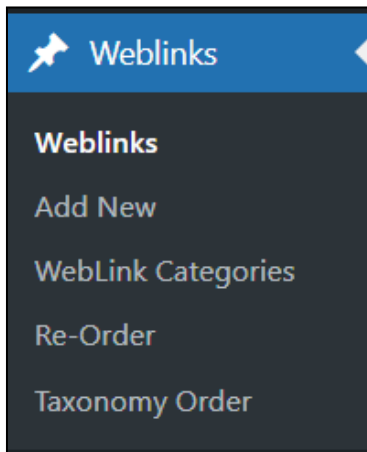 Weblinks
Weblinks
Add New
WebLink Categories
Re-Order
Taxonomy Order